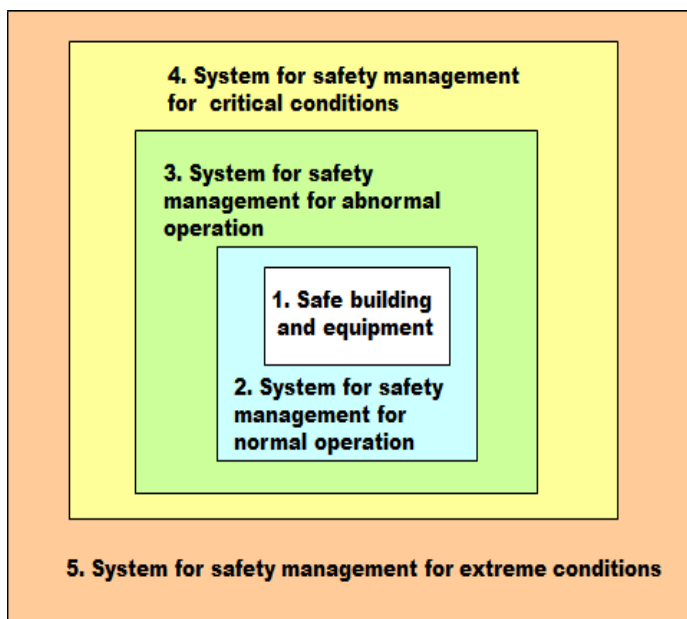 4. System for safety management
for critical conditions
3. System for safety
management for abnormal
operation
1. Safe building
and equipment
2. System for safety
management for
normal operation
5. System for safety management for extreme conditions